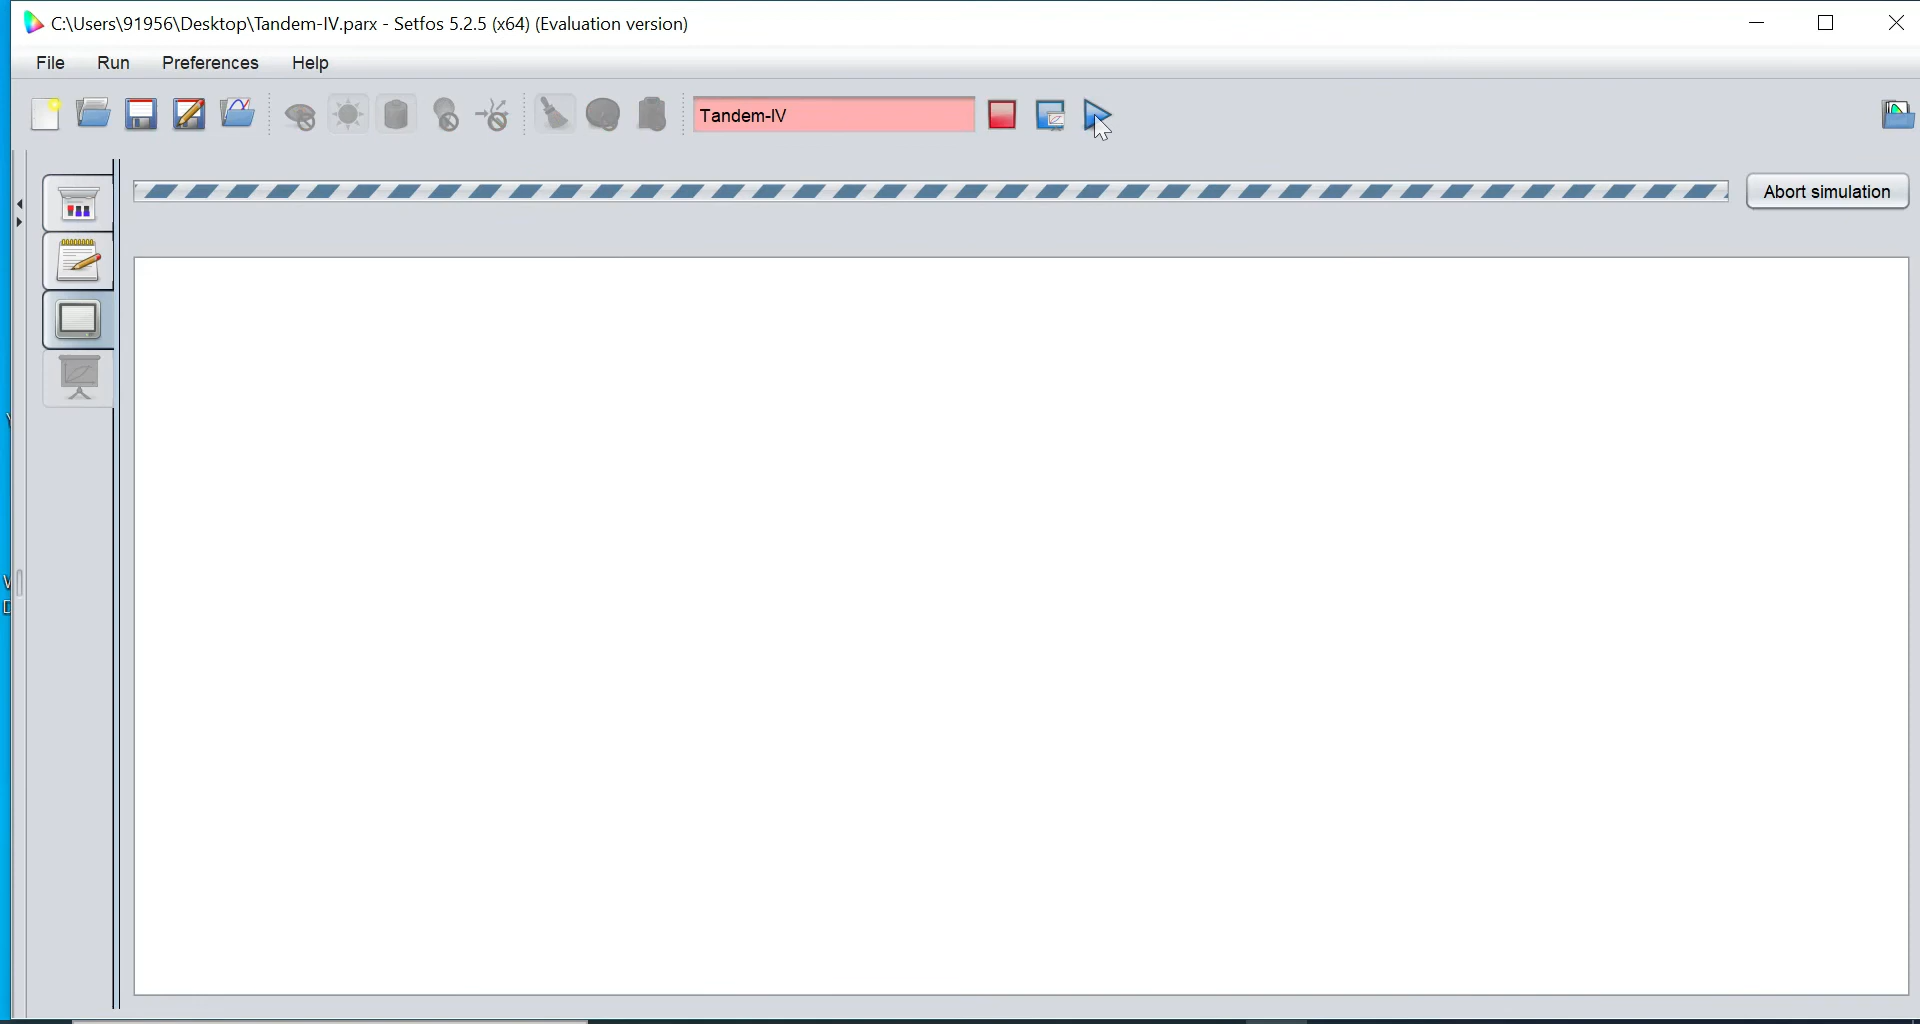 C:\Users\91956\Desktop\Tandem-IV.parx - Setfos 5.2.5 (x64) (Evaluation version)
File Run Preferences Help
Tandem-IV
Abort simulation